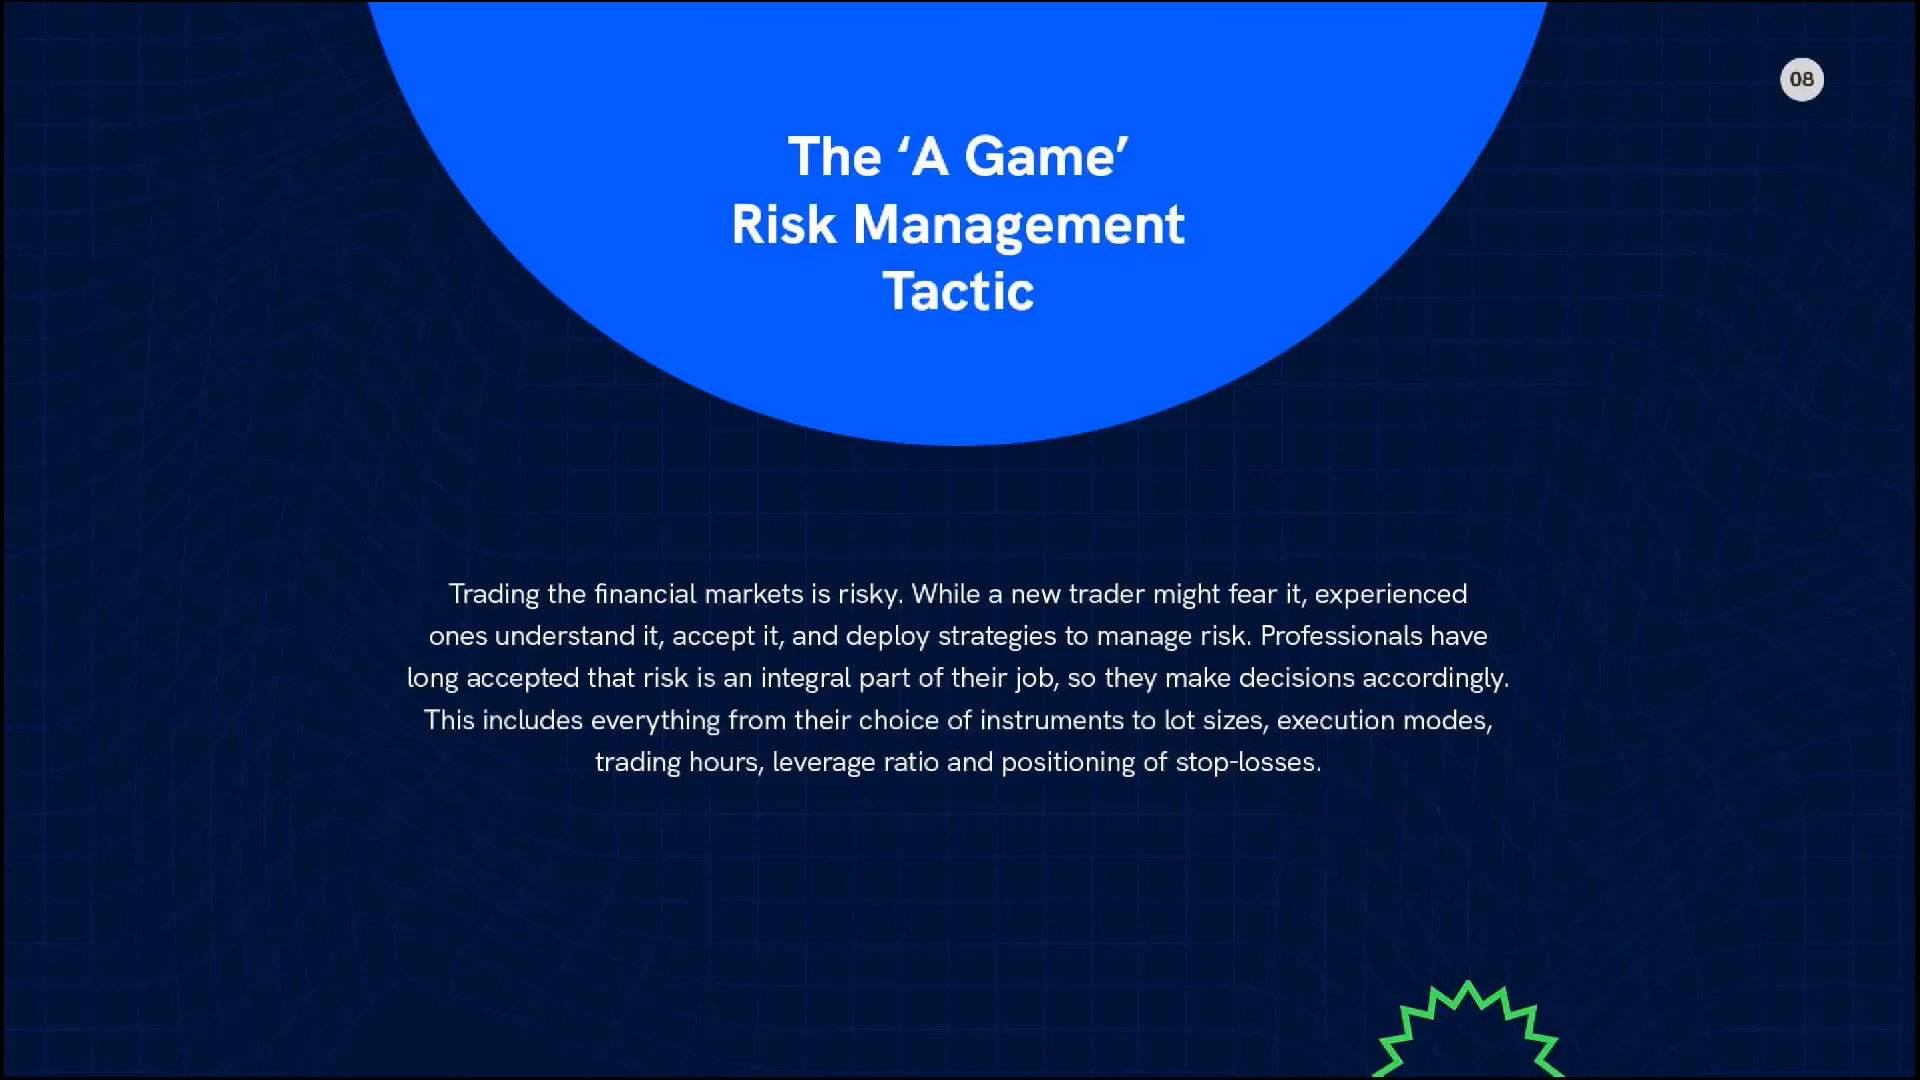 08
The ‘A Game’
Risk Management
Tactic
Trading the financial markets is risky. While a new trader might fear it, experienced
ones understand it, accept it, and deploy strategies to manage risk. Professionals have
long accepted that risk is an integral part of their job, so they make decisions accordingly.
This includes everything from their choice of instruments to lot sizes, execution modes,
trading hours, leverage ratio and positioning of stop-losses.